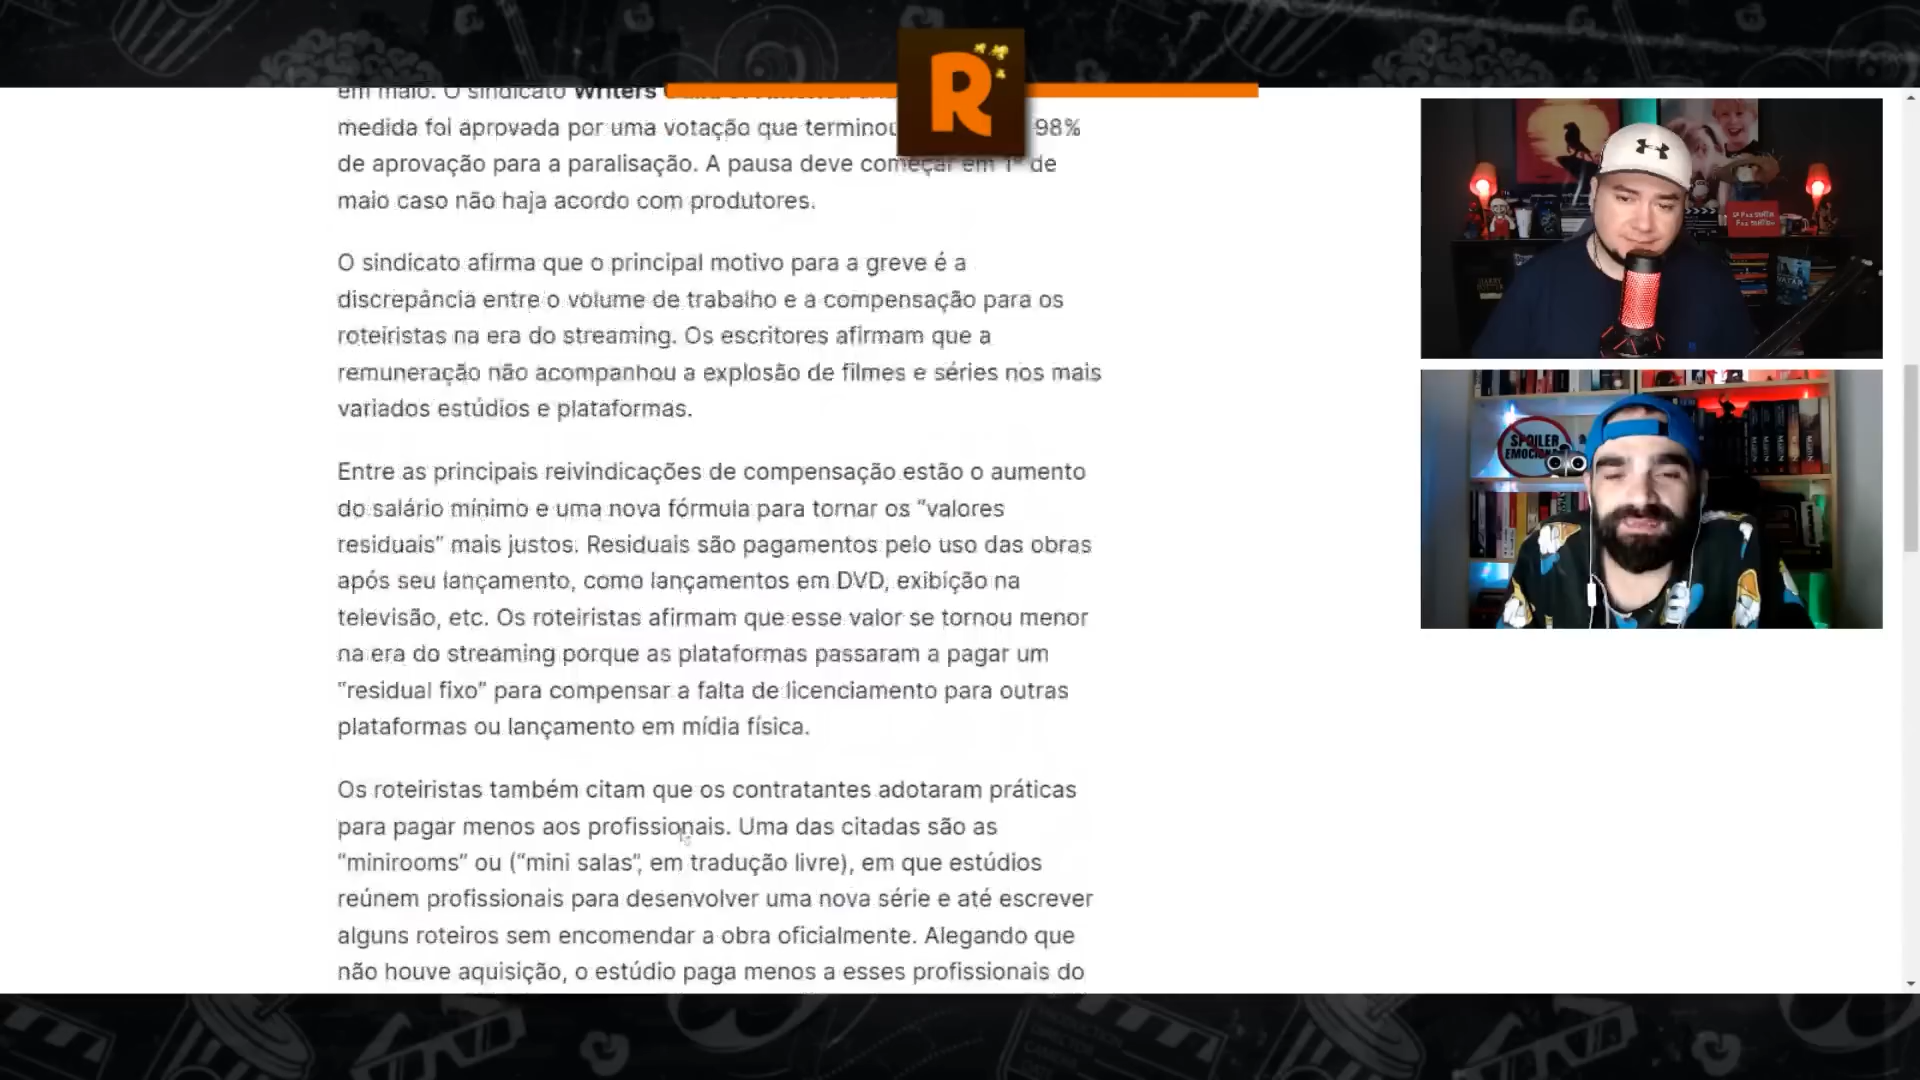 em maio. O sindicato Writers
medida foi aprovada por uma votação que terminou 98%
de aprovação para a paralisação. A pausa deve começar em 1º de
maio caso não haja acordo com produtores.
O sindicato afirma que o principal motivo para a greve é a
discrepância entre o volume de trabalho e a compensação para os
roteiristas na era do streaming. Os escritores afirmam que a
remuneração não acompanhou a explosão de filmes e séries nos mais
variados estúdios e plataformas.
Entre as principais reivindicações de compensação estão o aumento
do salário mínimo e uma nova fórmula para tornar os “valores
residuais” mais justos. Residuais são pagamentos pelo uso das obras
após seu lançamento, como lançamentos em DVD, exibição na
televisão, etc. Os roteiristas afirmam que esse valor se tornou menor
na era do streaming porque as plataformas passaram a pagar um
“residual fixo” para compensar a falta de licenciamento para outras
plataformas ou lançamento em mídia física.
Os roteiristas também citam que os contratantes adotaram práticas
para pagar menos aos profissionais. Uma das citadas são as
“minirooms” ou (“mini salas”, em tradução livre), em que estúdios
reúnem profissionais para desenvolver uma nova série e até escrever
alguns roteiros sem encomendar a obra oficialmente. Alegando que
não houve aquisição, o estúdio paga menos a esses profissionais do
R
SPOILER